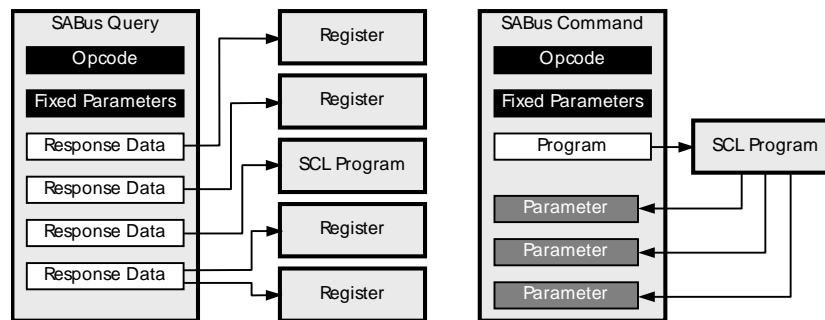 SABus Query
Opcode
Fixed Parameters
Response Data
Response Data
Response Data
Response Data
Register
Register
SCL Program
Register
Register
SABus Command
Opcode
Fixed Parameters
Program
Parameter
Parameter
Parameter
SCL Program